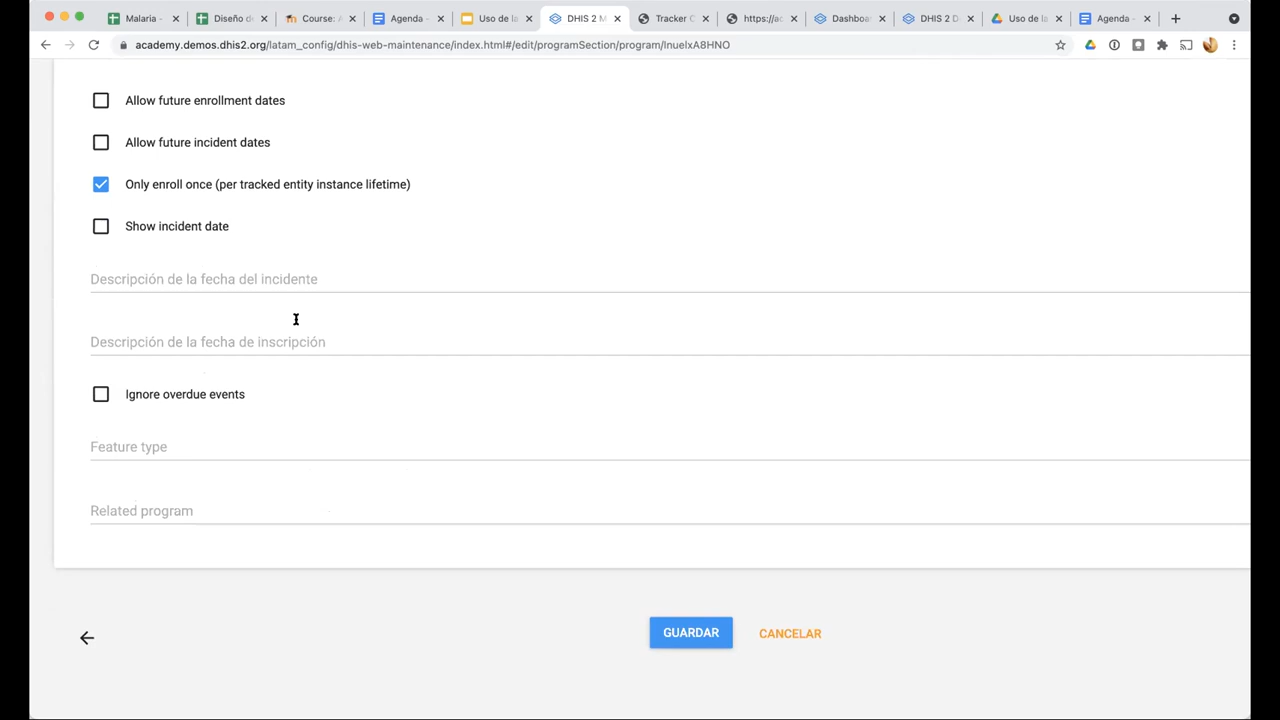 Malaria -
Diseño d
Course: A
Agenda -
Uso de la
DHIS 2 M
Tracker C
https://ac
Dashboa
DHIS 2 D
Uso de la
Agenda -
academy.demos.dhis2.org/latam_config/dhis-web-maintenance/index.html#/edit/programSection/program/InuelxA8HNO
Allow future enrollment dates
Allow future incident dates
Only enroll once (per tracked entity instance lifetime)
Show incident date
Descripción de la fecha del incidente
Descripción de la fecha de inscripción
Ignore overdue events
Feature type
Related program
GUARDAR
CANCELAR